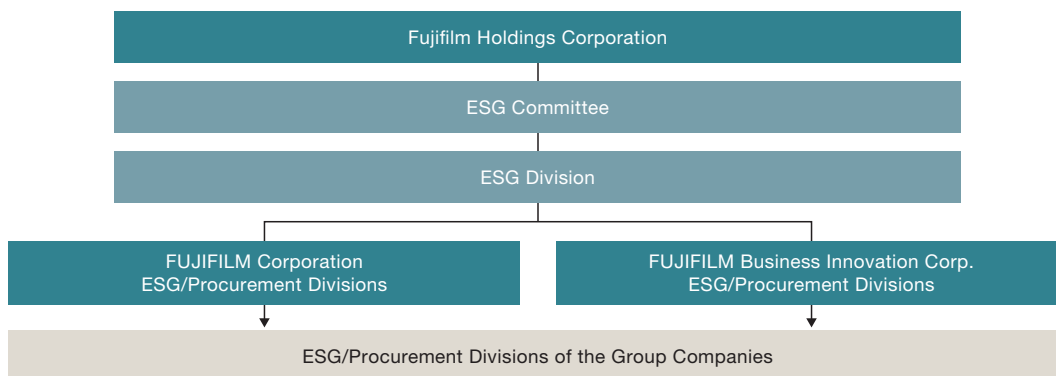 Fujifilm Holdings Corporation
ESG Committee
ESG Division
FUJIFILM Corporation
ESG/Procurement Divisions
FUJIFILM Business Innovation Corp.
ESG/Procurement Divisions
ESG/Procurement Divisions of the Group Companies